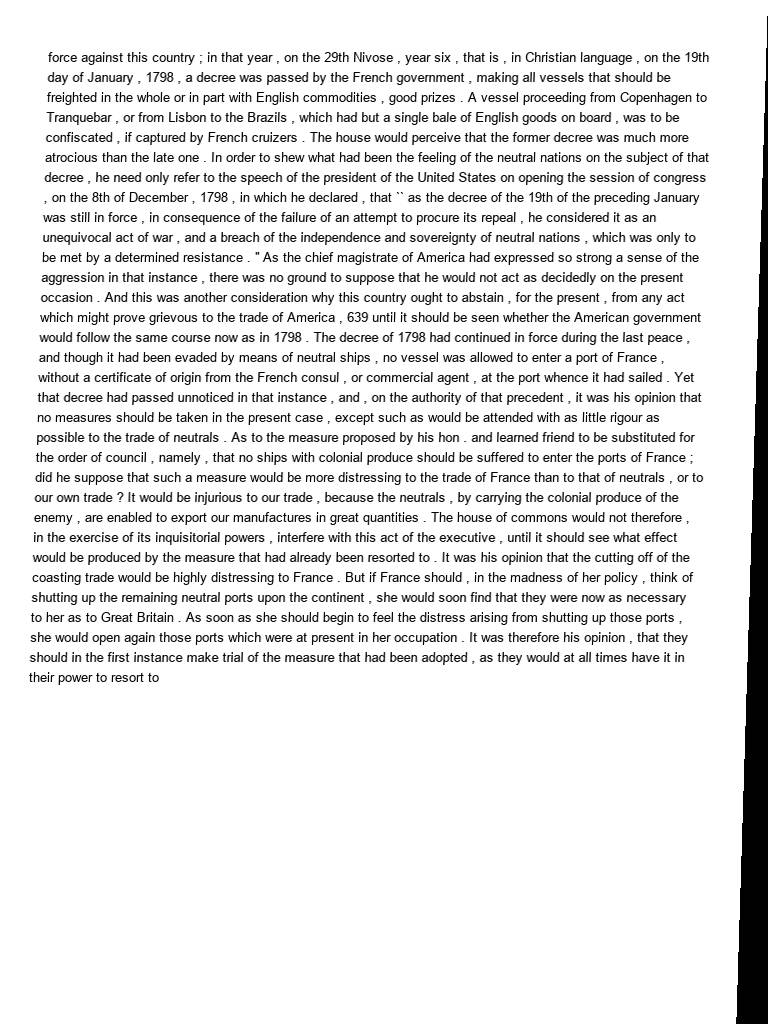 force against this country ; in that year , on the 29th Nivose , year six , that is , in Christian language , on the 19th
day of January , 1798 , a decree was passed by the French government , making all vessels that should be
freighted in the whole or in part with English commodities , good prizes . A vessel proceeding from Copenhagen to
Tranquebar , or from Lisbon to the Brazils , which had but a single bale of English goods on board , was to be
confiscated , if captured by French cruizers . The house would perceive that the former decree was much more
atrocious than the late one . In order to shew what had been the feeling of the neutral nations on the subject of that
decree , he need only refer to the speech of the president of the United States on opening the session of congress
, on the 8th of December , 1798 , in which he declared , that `` as the decree of the 19th of the preceding January
was still in force , in consequence of the failure of an attempt to procure its repeal , he considered it as an
unequivocal act of war , and a breach of the independence and sovereignty of neutral nations , which was only to
be met by a determined resistance . " As the chief magistrate of America had expressed so strong a sense of the
aggression in that instance , there was no ground to suppose that he would not act as decidedly on the present
occasion . And this was another consideration why this country ought to abstain , for the present , from any act
which might prove grievous to the trade of America , 639 until it should be seen whether the American government
would follow the same course now as in 1798 . The decree of 1798 had continued in force during the last peace ,
and though it had been evaded by means of neutral ships , no vessel was allowed to enter a port of France ,
without a certificate of origin from the French consul , or commercial agent , at the port whence it had sailed . Yet
that decree had passed unnoticed in that instance , and , on the authority of that precedent , it was his opinion that
no measures should be taken in the present case , except such as would be attended with as little rigour as
possible to the trade of neutrals . As to the measure proposed by his hon . and learned friend to be substituted for
the order of council , namely , that no ships with colonial produce should be suffered to enter the ports of France ;
did he suppose that such a measure would be more distressing to the trade of France than to that of neutrals , or to
our own trade ? It would be injurious to our trade , because the neutrals , by carrying the colonial produce of the
enemy , are enabled to export our manufactures in great quantities . The house of commons would not therefore ,
in the exercise of its inquisitorial powers , interfere with this act of the executive , until it should see what effect
would be produced by the measure that had already been resorted to . It was his opinion that the cutting off of the
coasting trade would be highly distressing to France . But if France should , in the madness of her policy , think of
shutting up the remaining neutral ports upon the continent , she would soon find that they were now as necessary
to her as to Great Britain . As soon as she should begin to feel the distress arising from shutting up those ports ,
she would open again those ports which were at present in her occupation . It was therefore his opinion , that they
should in the first instance make trial of the measure that had been adopted , as they would at all times have it in
their power to resort to